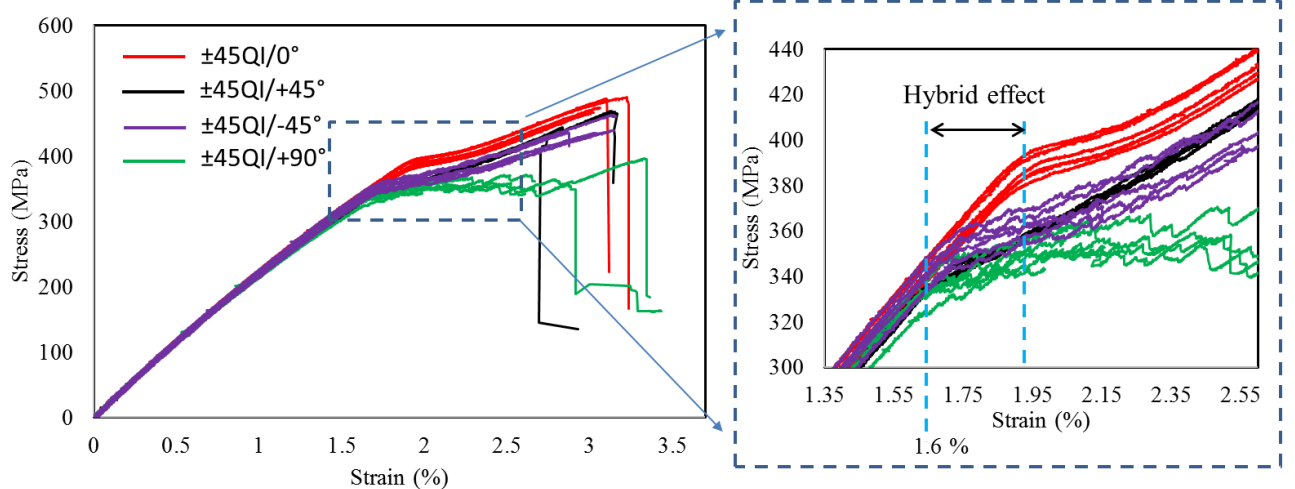 600
500
400
300
200
100
0
Stress (MPa)
±45QI/0°
±45QI/+45°
±45QI/-45°
±45QI/+90°
0 0.5 1 1.5 2 2.5 3 3.5
Strain (%)
440
420
400
380
360
340
320
300
Stress (MPa)
Hybrid effect
1.35 1.55 1.75 1.95 2.15 2.35 2.55
Strain (%)
1.6 %